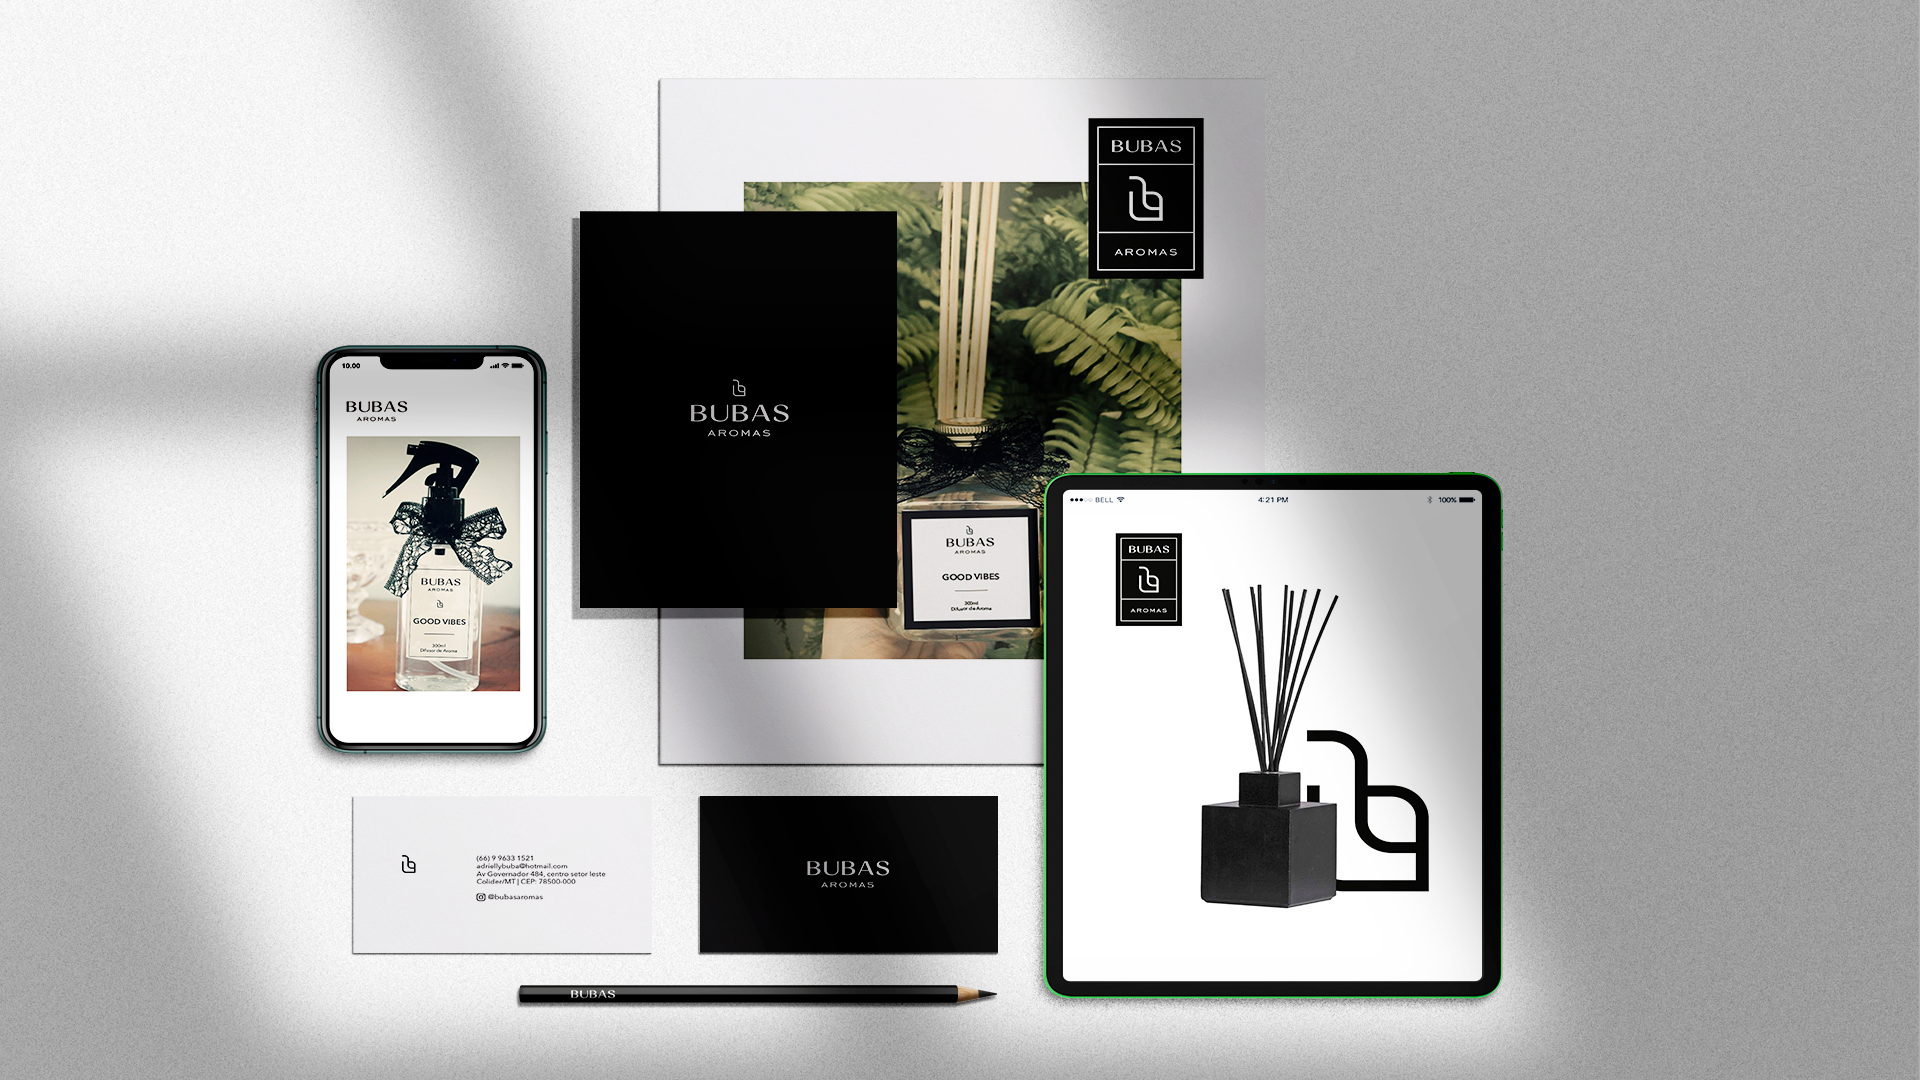 BUBAS
AROMAS
BUBAS
AROMAS
BUBAS
AROMAS
GOOD VIBES
300ml
Difusor de Aroma
10.00
BUBAS
AROMAS
BUBAS
AROMAS
GOOD VIBES
300ml
Difusor de Aroma
BELL
4:21 PM
100%
BUBAS
AROMAS
(66) 9 9633 1521
adriellybuba@hotmail.com
Av Governador 484, centro setor leste
Colider/MT | CEP: 78500-000
@bubasaromas
BUBAS
AROMAS
BUBAS